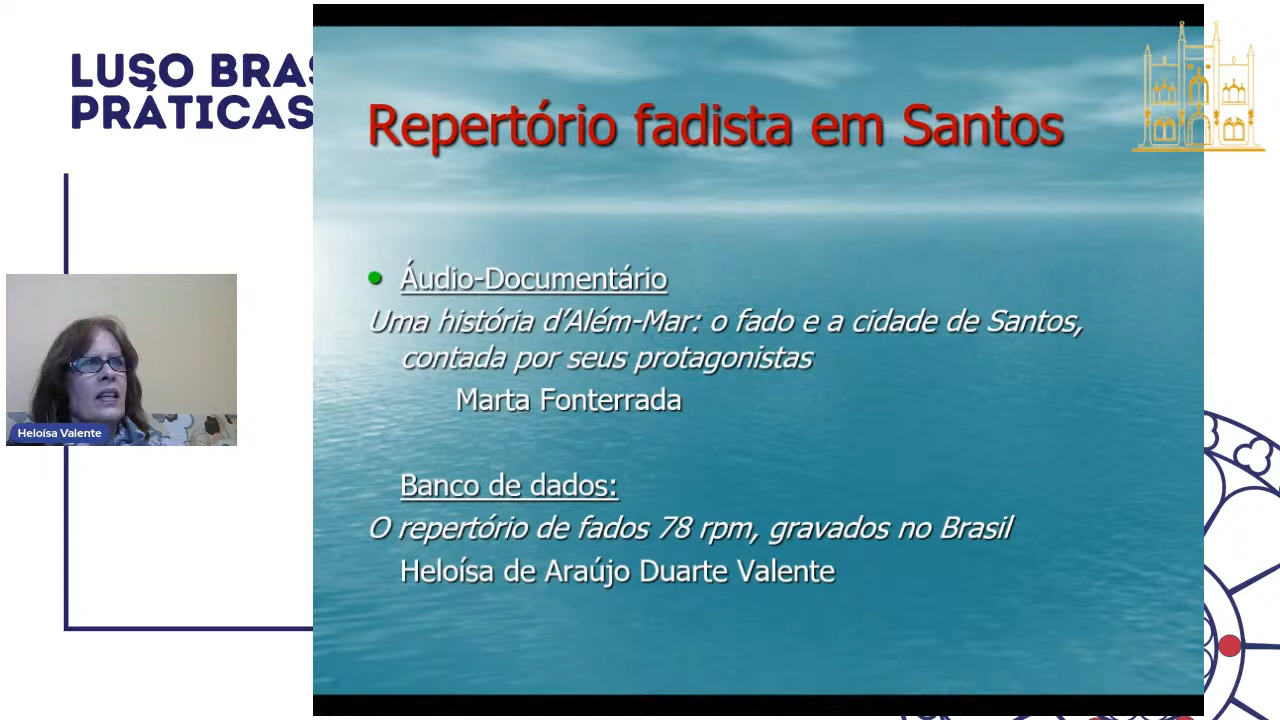 LUSO BRAS
PRÁTICAS
Repertório fadista em Santos
Áudio-Documentário
Uma história d’Além-Mar: o fado e a cidade de Santos,
contada por seus protagonistas
Marta Fonterrada
Banco de dados:
O repertório de fados 78 rpm, gravados no Brasil
Heloísa de Araújo Duarte Valente
Heloísa Valente